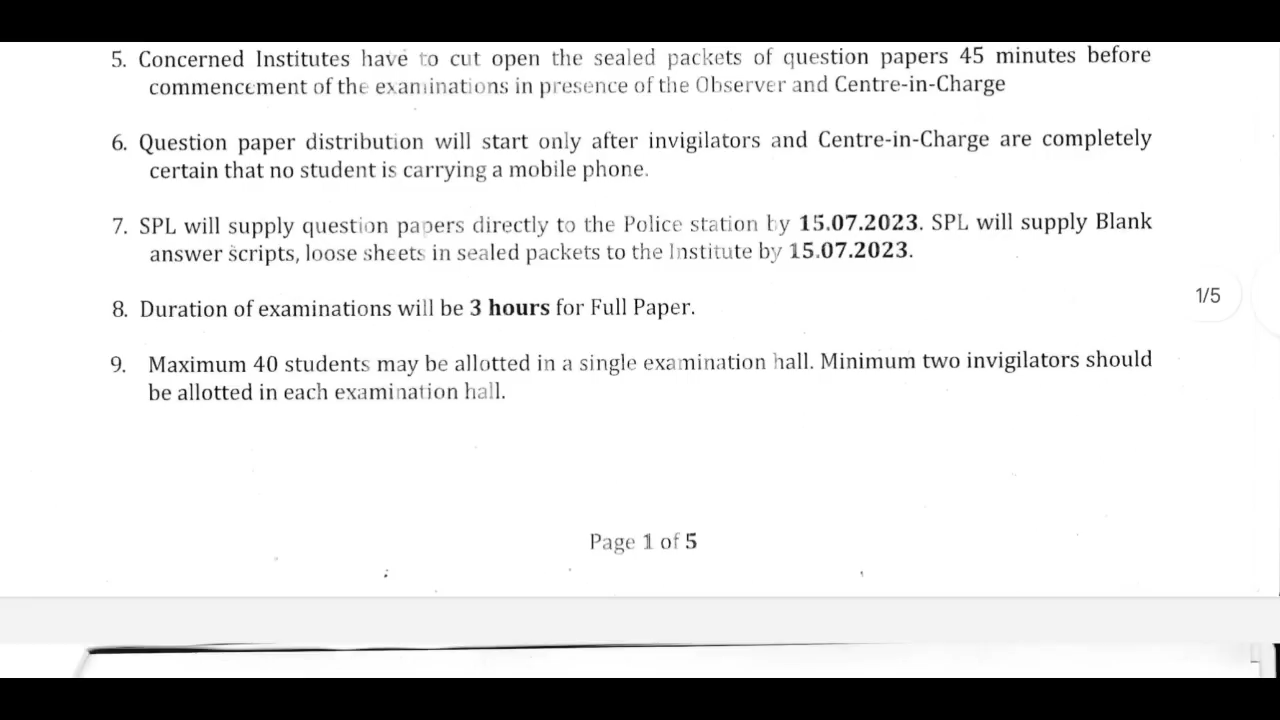 5. Concerned Institutes have to cut open the sealed packets of question papers 45 minutes before
commencement of the examinations in presence of the Observer and Centre-in-Charge
6. Question paper distribution will start only after invigilators and Centre-in-Charge are completely
certain that no student is carrying a mobile phone.
7. SPL will supply question papers directly to the Police station by 15.07.2023. SPL will supply Blank
answer scripts, loose sheets in sealed packets to the Institute by 15.07.2023.
8. Duration of examinations will be 3 hours for Full Paper.
1/5
9. Maximum 40 students may be allotted in a single examination hall. Minimum two invigilators should
be allotted in each examination hall.
Page 1 of 5